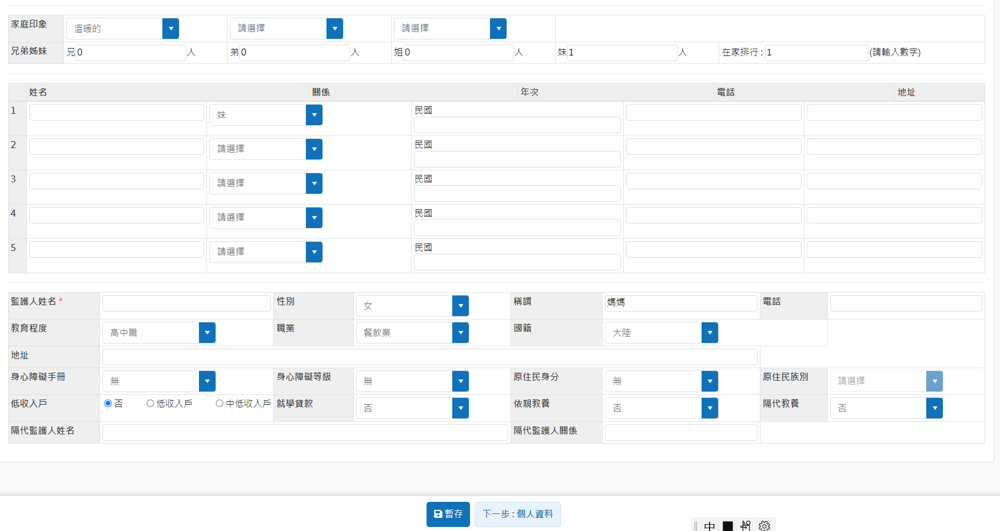 家庭印象 溫暖的 請選擇 請選擇
兄弟姊妹 兄 0 人 弟 0 人 姐 0 人 妹 1 人 在家排行 : 1 (請輸入數字)
姓名 關係 年次 電話 地址
1 妹 民國
2 請選擇 民國
3 請選擇 民國
4 請選擇 民國
5 請選擇 民國
監護人姓名 * 性別 女 稱謂 媽媽 電話
教育程度 高中職 職業 餐飲業 國籍 大陸
地址
身心障礙手冊 無 身心障礙等級 無 原住民身分 無 原住民族別 請選擇
低收入戶 否 低收入戶 中低收入戶 就學貸款 否 依親教養 否 隔代教養 否
隔代監護人姓名 隔代監護人關係
暫存 下一步 : 個人資料
中